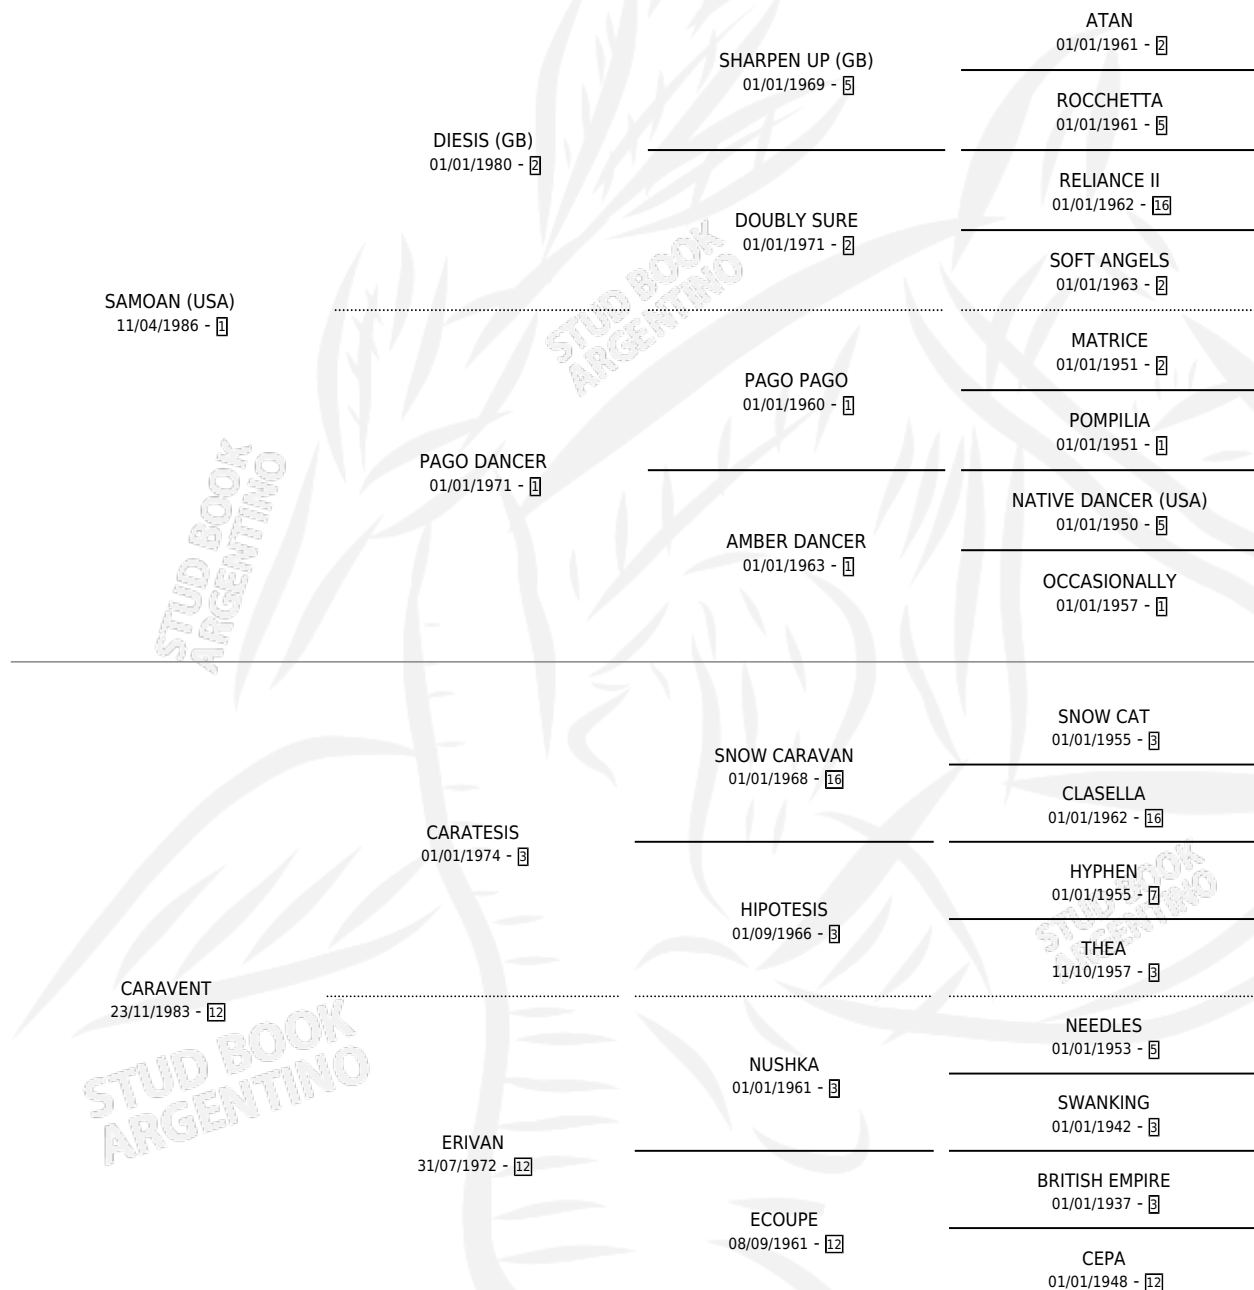 ATAN
01/01/1961 - 2
SHARPEN UP (GB)
01/01/1969 - 5
ROCCHETTA
01/01/1961 - 5
DIESIS (GB)
01/01/1980 - 2
RELIANCE II
01/01/1962 - 16
DOUBLY SURE
01/01/1971 - 2
SOFT ANGELS
01/01/1963 - 2
SAMOAN (USA)
11/04/1986 - 1
STUD BOOK
ARGENTINO
MATRICE
01/01/1951 - 2
PAGO PAGO
01/01/1960 - 1
POMPILIA
01/01/1951 - 1
PAGO DANCER
01/01/1971 - 1
NATIVE DANCER (USA)
01/01/1950 - 5
AMBER DANCER
01/01/1963 - 1
OCCASIONALLY
01/01/1957 - 1
STUD BOOK
ARGENTINO
SNOW CAT
01/01/1955 - 3
SNOW CARAVAN
01/01/1968 - 16
CLASELLA
01/01/1962 - 16
CARATESIS
01/01/1974 - 3
HYPHEN
01/01/1955 - 7
HIPOTESIS
01/09/1966 - 3
STUD BOOK
ARGENTINO
THEA
11/10/1957 - 3
CARAVENT
23/11/1983 - 12
STUD BOOK
ARGENTINO
NEEDLES
01/01/1953 - 5
NUSHKA
01/01/1961 - 3
SWANKING
01/01/1942 - 3
ERIVAN
31/07/1972 - 12
BRITISH EMPIRE
01/01/1937 - 3
ECOUPE
08/09/1961 - 12
CEPA
01/01/1948 - 12